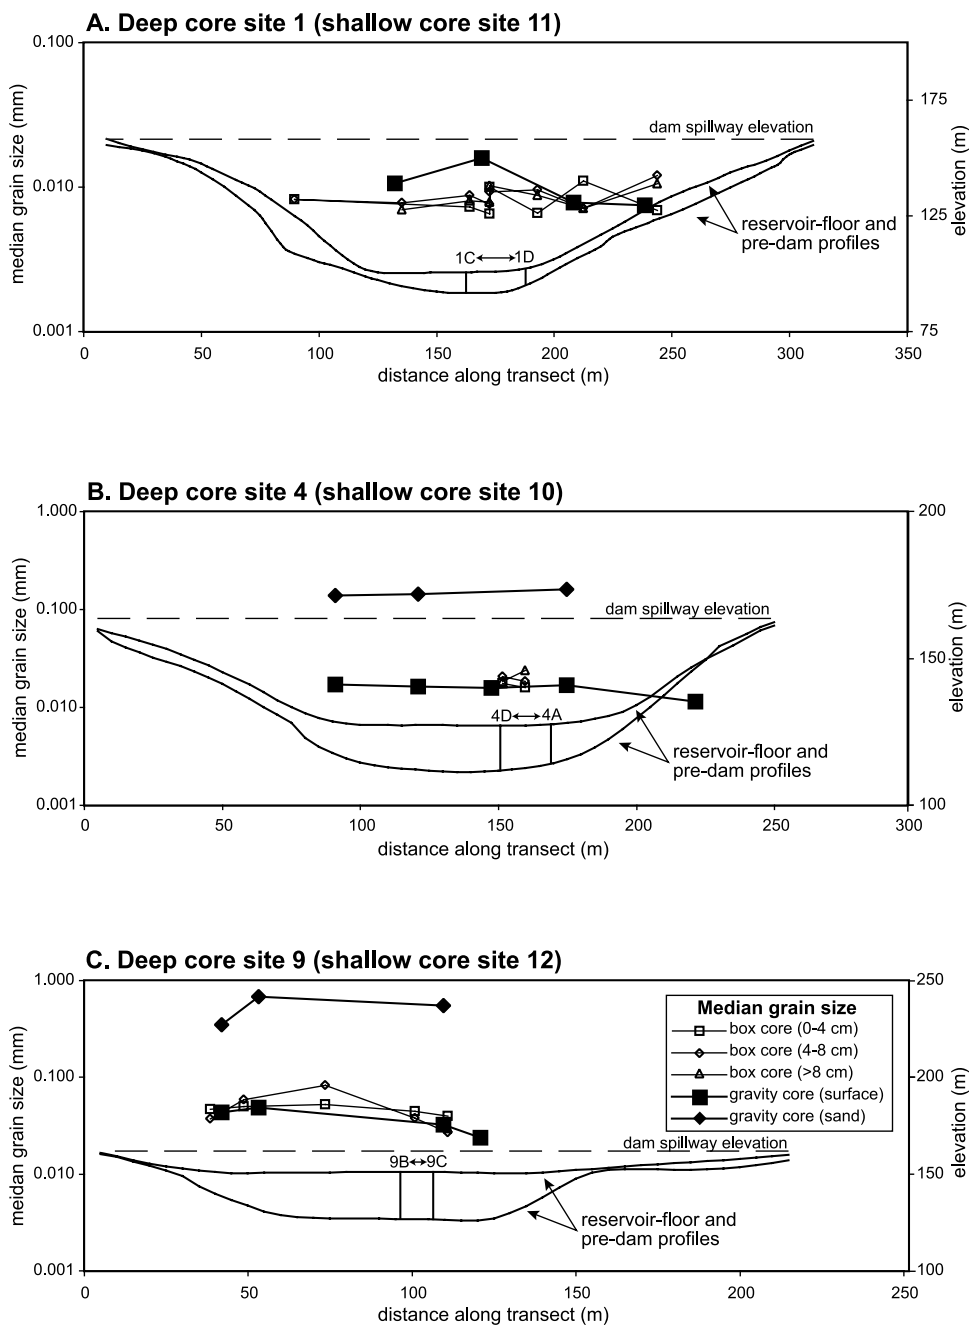 A. Deep core site 1 (shallow core site 11)
0.100
0.010
0.001
median grain size (mm)
175
125
75
elevation (m)
dam spillway elevation
reservoir-floor and
pre-dam profiles
1C
1D
0
50
100
150
200
250
300
350
distance along transect (m)
B. Deep core site 4 (shallow core site 10)
1.000
0.100
0.010
0.001
median grain size (mm)
200
150
100
elevation (m)
dam spillway elevation
4D
4A
reservoir-floor and
pre-dam profiles
0
50
100
150
200
250
300
distance along transect (m)
C. Deep core site 9 (shallow core site 12)
1.000
0.100
0.010
0.001
meidan grain size (mm)
250
200
150
100
elevation (m)
Median grain size
box core (0-4 cm)
box core (4-8 cm)
box core (>8 cm)
gravity core (surface)
gravity core (sand)
dam spillway elevation
9B
9C
reservoir-floor and
pre-dam profiles
0
50
100
150
200
250
distance along transect (m)